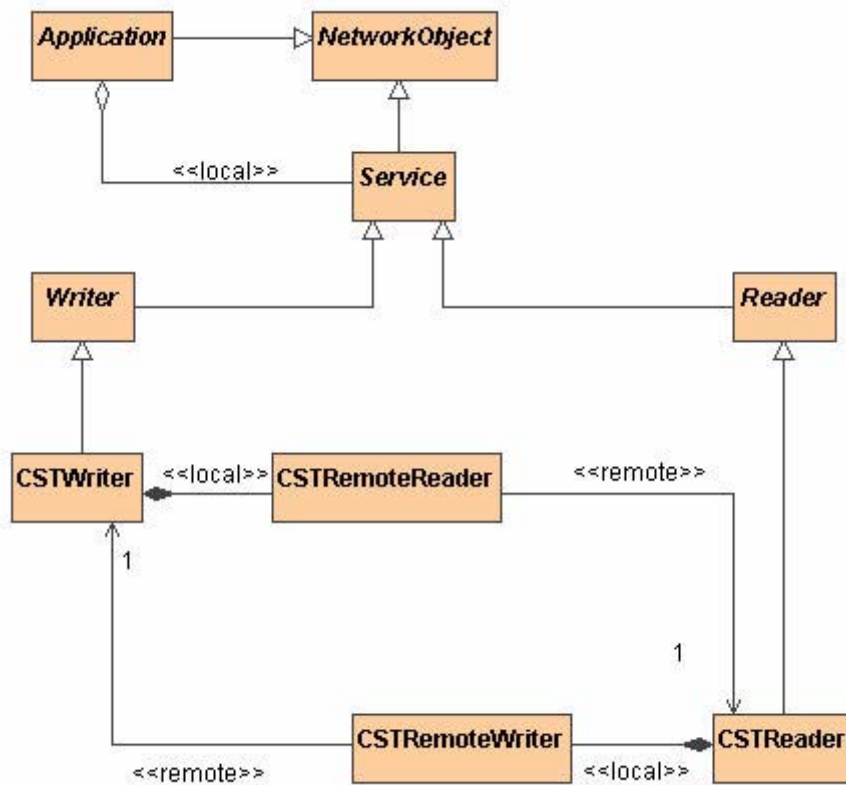 Application
NetworkObject
<<local>>
Service
Writer
Reader
CSTWriter
<<local>>
CSTRemoteReader
<<remote>>
1
1
CSTRemoteWriter
CSTReader
<<remote>>
<<local>>